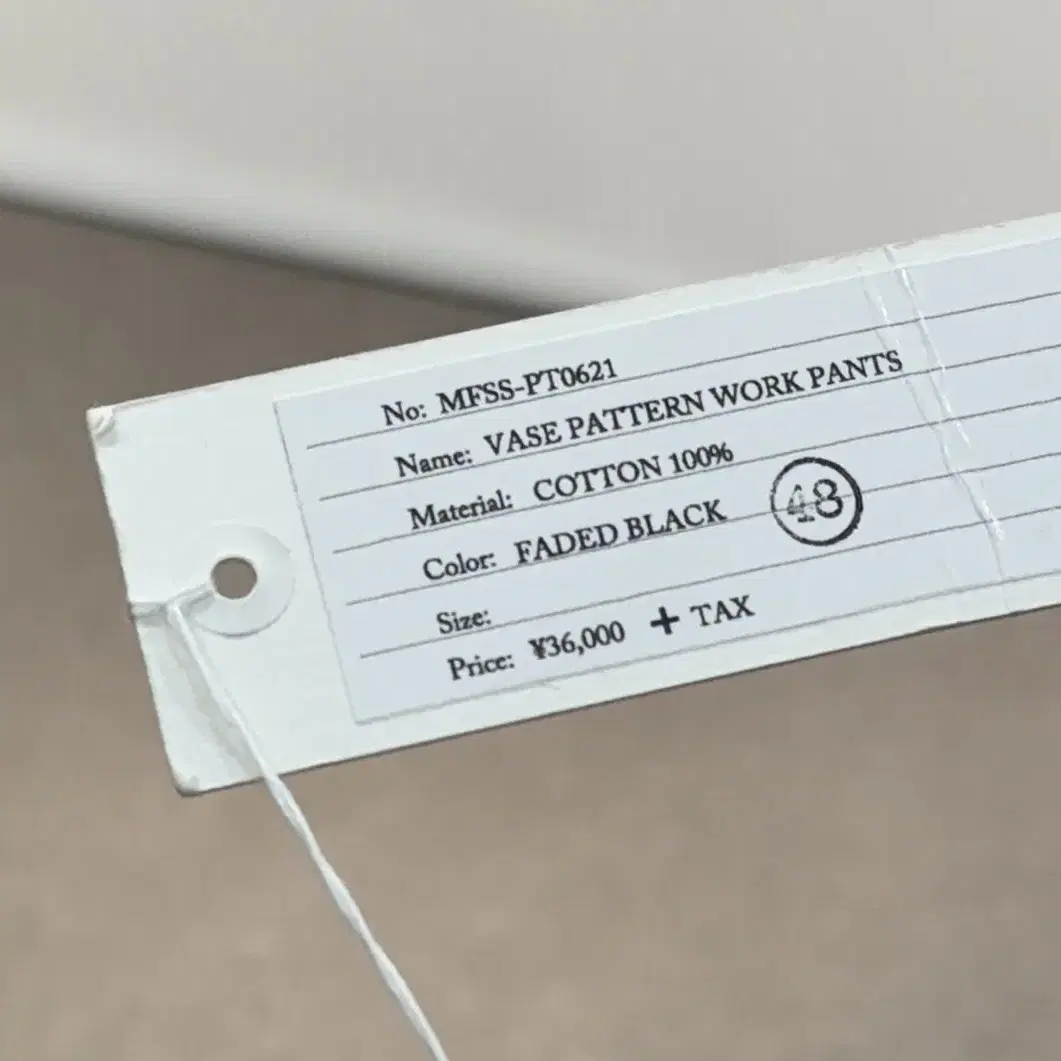 No: MFSS-PT0621
Name: VASE PATTERN WORK PANTS
Material: COTTON 100%
Color: FADED BLACK
48
Size:
Price: ¥36,000 + TAX